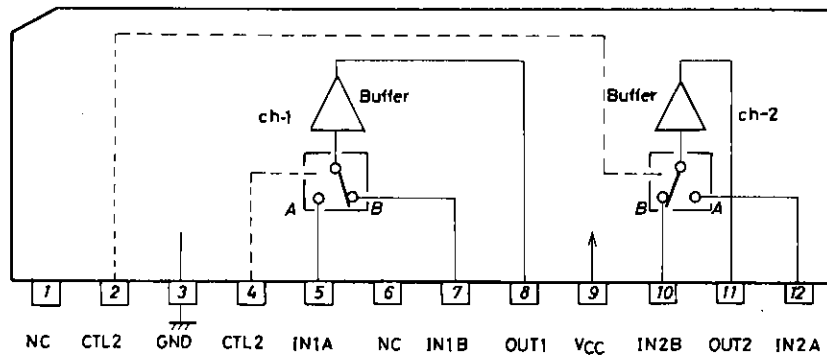 Buffer
Buffer
ch-1
ch-2
A
B
B
A
1 2 3 4 5 6 7 8 9 10 11 12
NC CTL2 GND CTL2 IN1A NC IN1B OUT1 VCC IN2B OUT2 IN2A